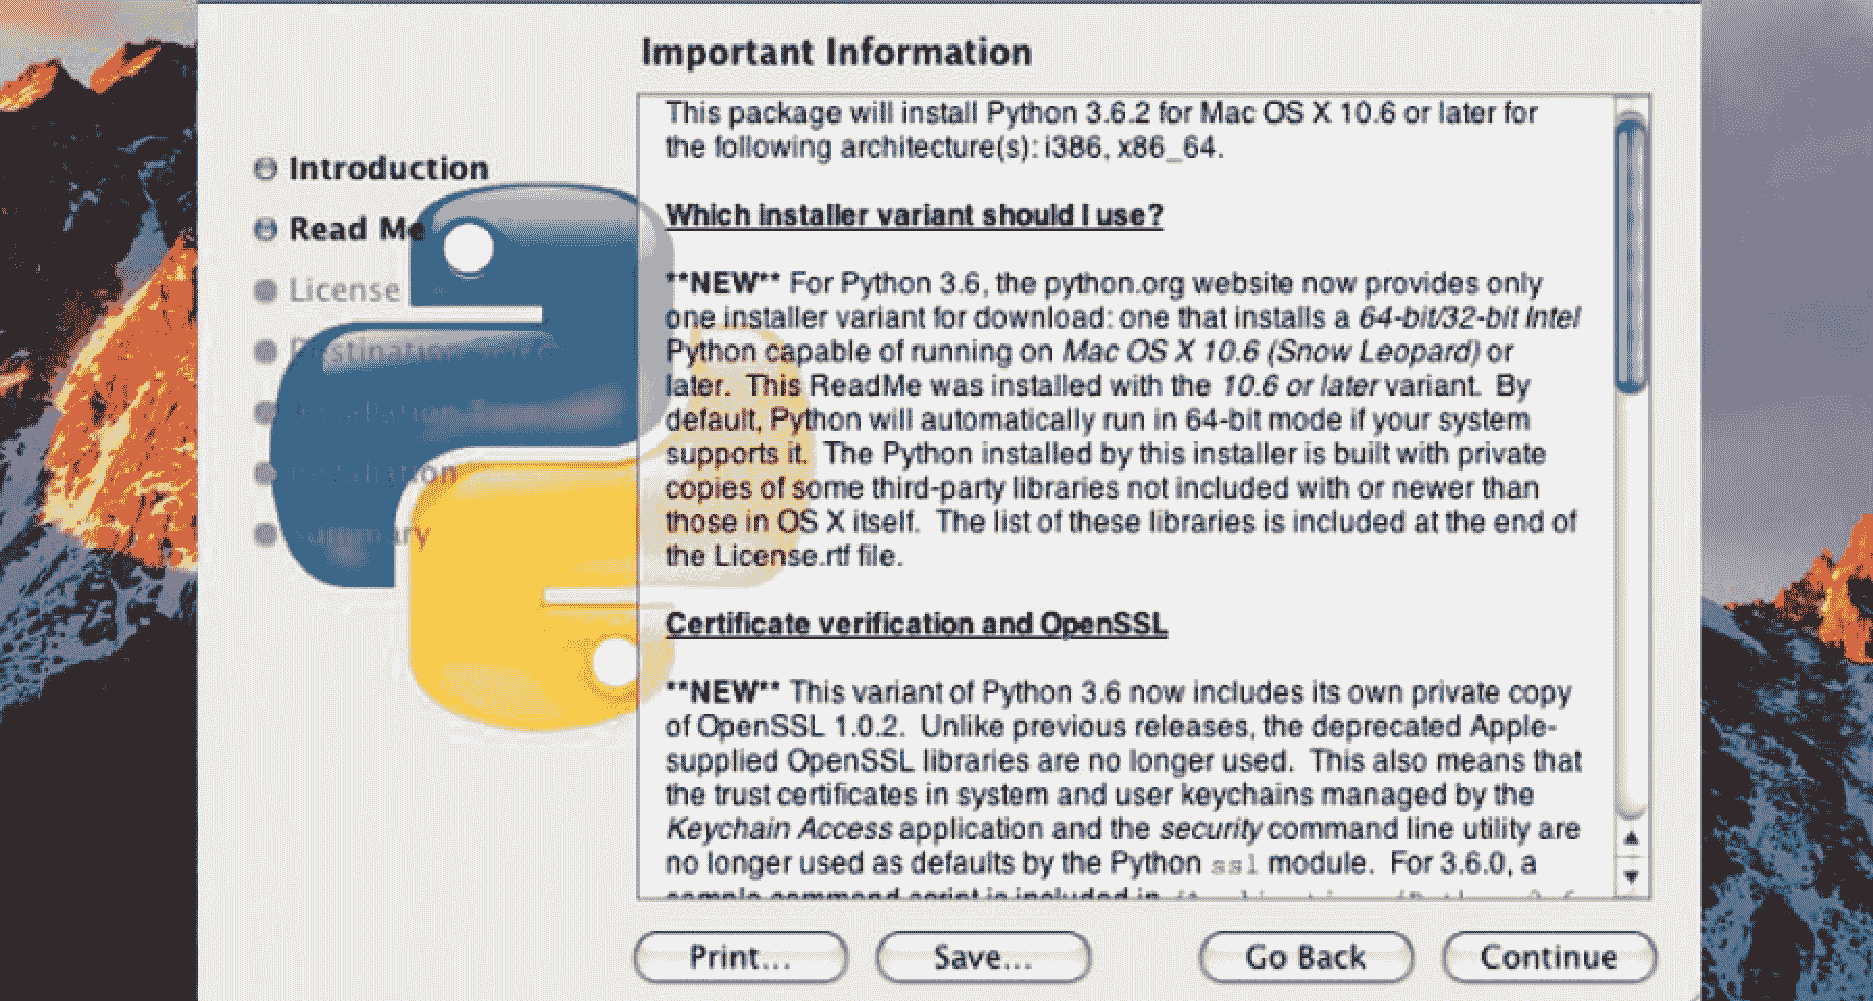 Important Information
Introduction
Read Me
License
This package will install Python 3.6.2 for Mac OS X 10.6 or later for
the following architecture(s): i386, x86_64.
Which installer variant should I use?
**NEW** For Python 3.6, the python.org website now provides only
one installer variant for download: one that installs a 64-bit/32-bit Intel
Python capable of running on Mac OS X 10.6 (Snow Leopard) or
later. This ReadMe was installed with the 10.6 or later variant. By
default, Python will automatically run in 64-bit mode if your system
supports it. The Python installed by this installer is built with private
copies of some third-party libraries not included with or newer than
those in OS X itself. The list of these libraries is included at the end of
the License.rtf file.
Certificate verification and OpenSSL
**NEW** This variant of Python 3.6 now includes its own private copy
of OpenSSL 1.0.2. Unlike previous releases, the deprecated Apple-
supplied OpenSSL libraries are no longer used. This also means that
the trust certificates in system and user keychains managed by the
Keychain Access application and the security command line utility are
no longer used as defaults by the Python ssl module. For 3.6.0, a
sample command script is included in
Print...
Save...
Go Back
Continue